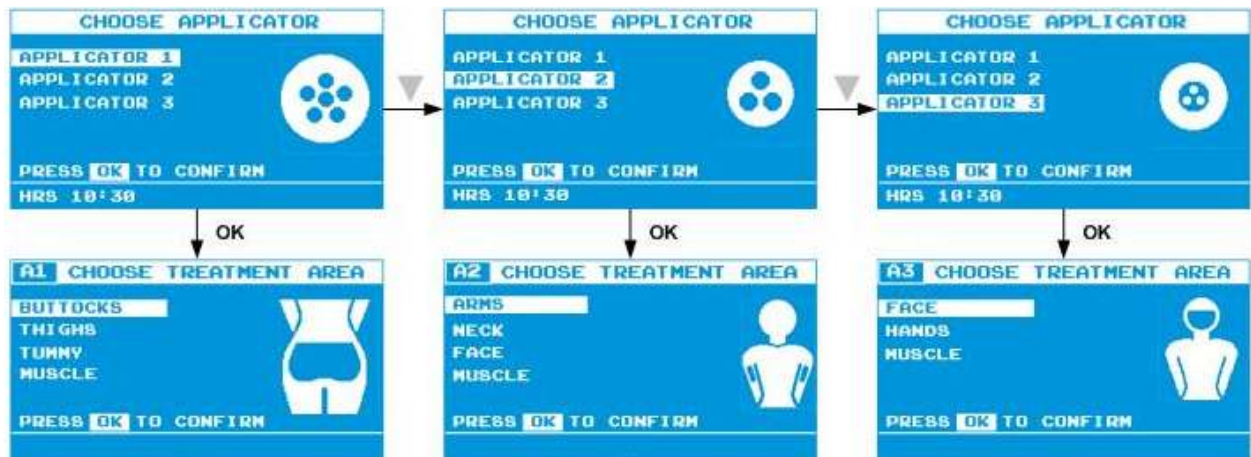 CHOOSE APPLICATOR
APPLICATOR 1
APPLICATOR 2
APPLICATOR 3
PRESS OK TO CONFIRM
HRS 10:30
CHOOSE APPLICATOR
APPLICATOR 1
APPLICATOR 2
APPLICATOR 3
PRESS OK TO CONFIRM
HRS 10:30
CHOOSE APPLICATOR
APPLICATOR 1
APPLICATOR 2
APPLICATOR 3
PRESS OK TO CONFIRM
HRS 10:30
OK
OK
OK
A1 CHOOSE TREATMENT AREA
BUTTOCKS
THIGHS
TUMMY
MUSCLE
PRESS OK TO CONFIRM
A2 CHOOSE TREATMENT AREA
ARMS
NECK
FACE
MUSCLE
PRESS OK TO CONFIRM
A3 CHOOSE TREATMENT AREA
FACE
HANDS
MUSCLE
PRESS OK TO CONFIRM